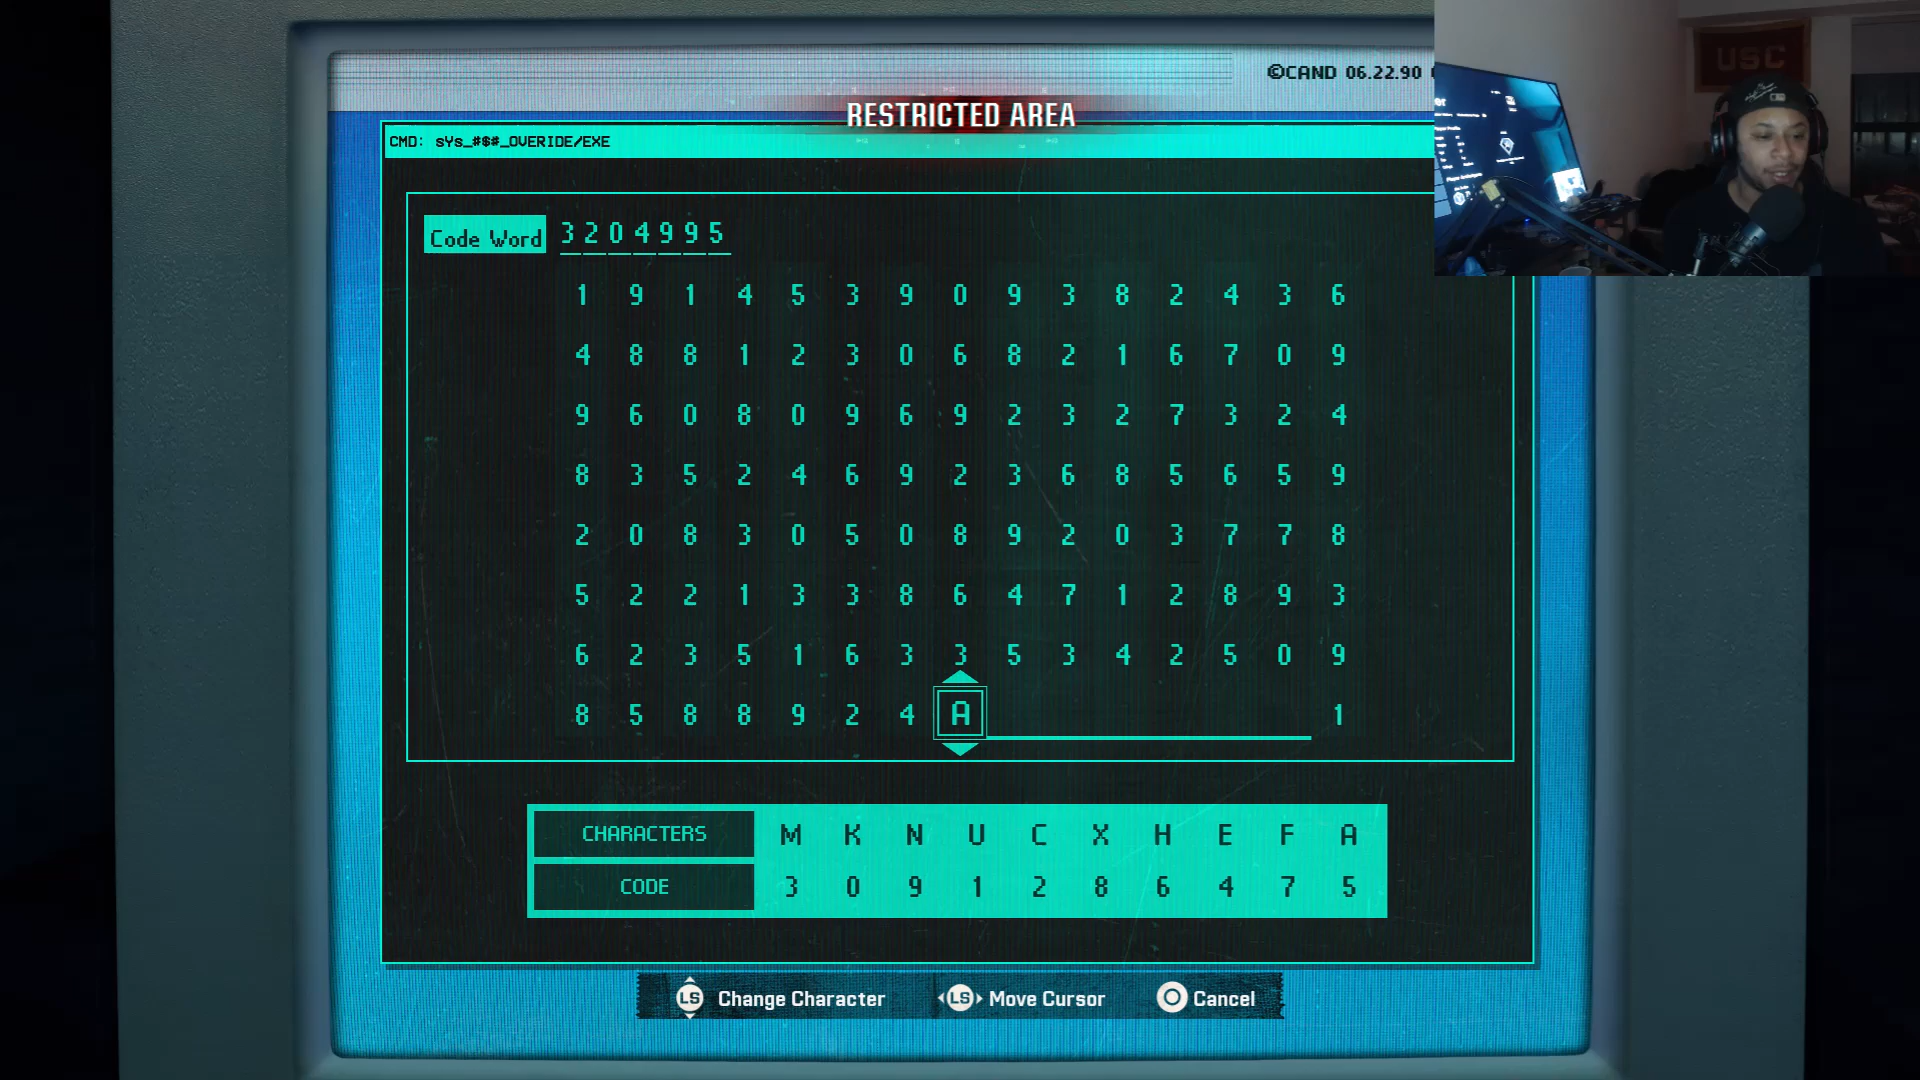 ©CAND 06.22.90
USC
RESTRICTED AREA
CMD: sYs_#$#_OVERIDE/EXE
Code Word 3 2 0 4 9 9 5
1 9 1 4 5 3 9 0 9 3 8 2 4 3 6
4 8 8 1 2 3 0 6 8 2 1 6 7 0 9
9 6 0 8 0 9 6 9 2 3 2 7 3 2 4
8 3 5 2 4 6 9 2 3 6 8 5 6 5 9
2 0 8 3 0 5 0 8 9 2 0 3 7 7 8
5 2 2 1 3 3 8 6 4 7 1 2 8 9 3
6 2 3 5 1 6 3 3 5 3 4 2 5 0 9
8 5 8 8 9 2 4 A 1
CHARACTERS M K N U C X H E F A
CODE 3 0 9 1 2 8 6 4 7 5
LS Change Character LS Move Cursor Cancel